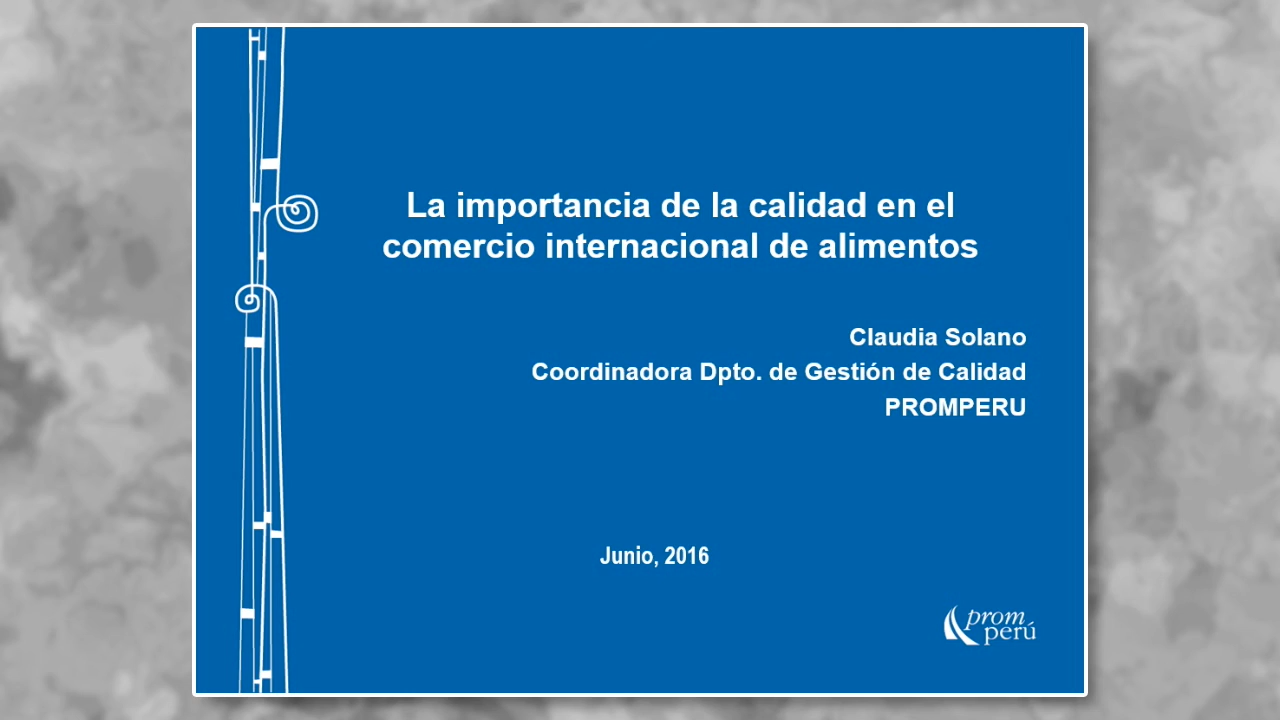 La importancia de la calidad en el
comercio internacional de alimentos
Claudia Solano
Coordinadora Dpto. de Gestión de Calidad
PROMPERU
Junio, 2016
prom
perú